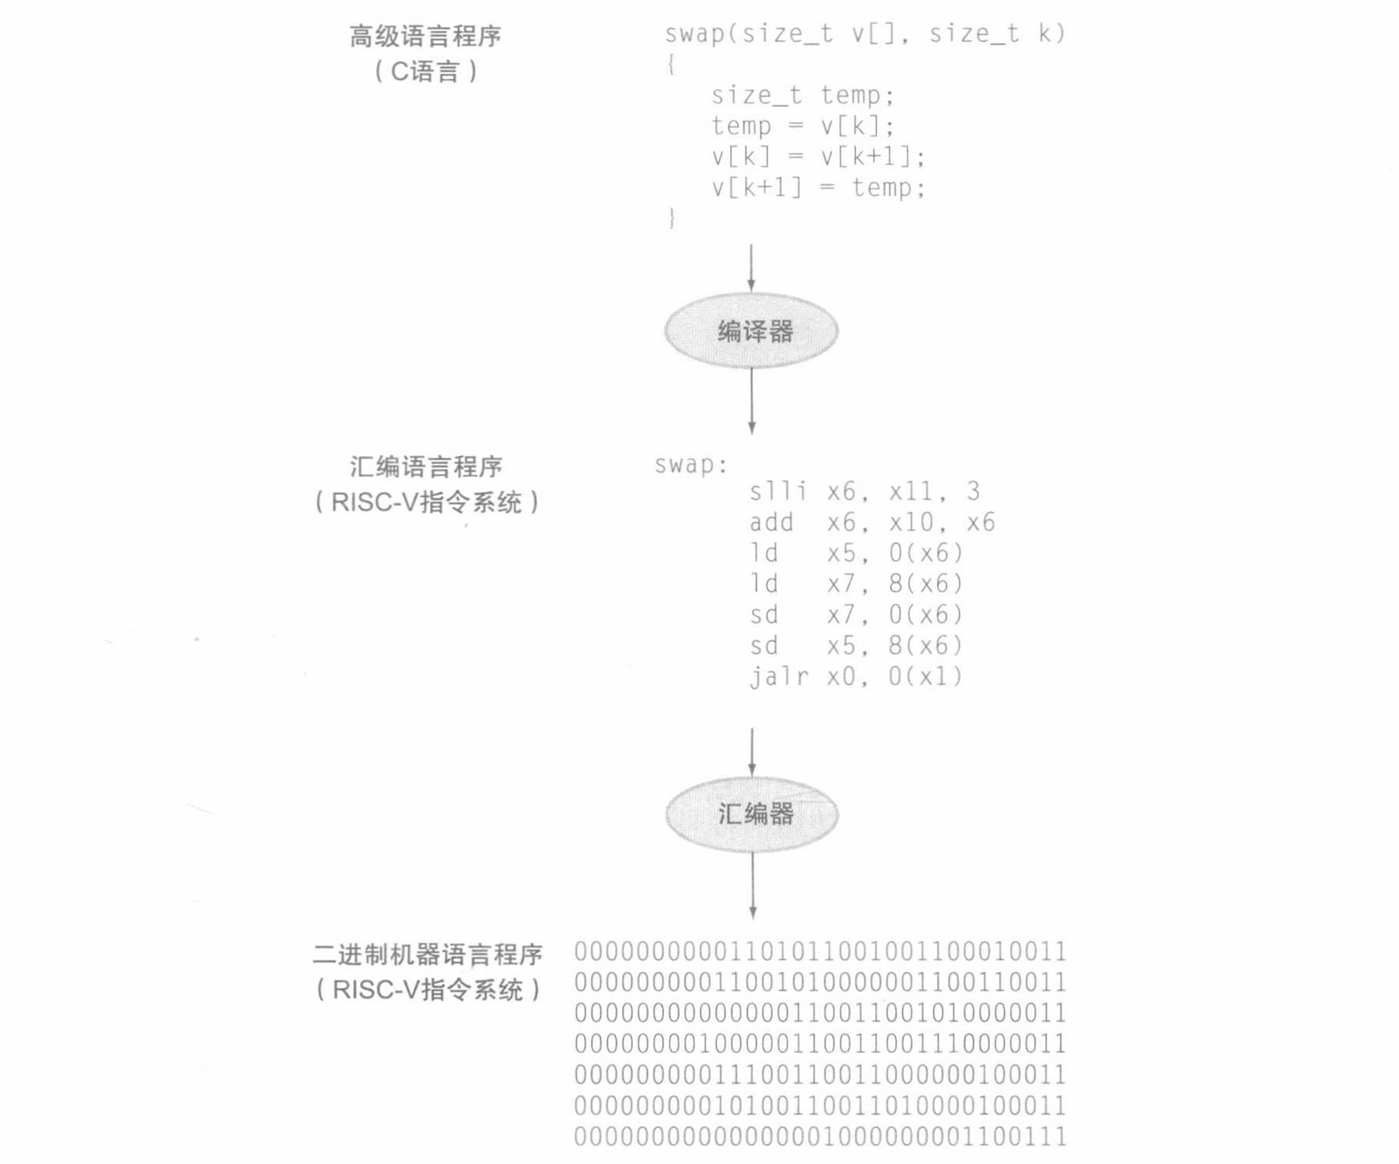 高级语言程序
（C语言）
swap(size_t v[], size_t k)
{
size_t temp;
temp = v[k];
v[k] = v[k+1];
v[k+1] = temp;
}
编译器
汇编语言程序
（RISC-V指令系统）
swap:
slli x6, x11, 3
add x6, x10, x6
ld x5, 0(x6)
ld x7, 8(x6)
sd x7, 0(x6)
sd x5, 8(x6)
jalr x0, 0(x1)
汇编器
二进制机器语言程序
（RISC-V指令系统）
00000000001101011001001100010011
00000000011001010000001100110011
00000000000000110011001010000011
00000000100000110011001110000011
00000000011100110011000000100011
00000000010100110011010000100011
00000000000000001000000001100111